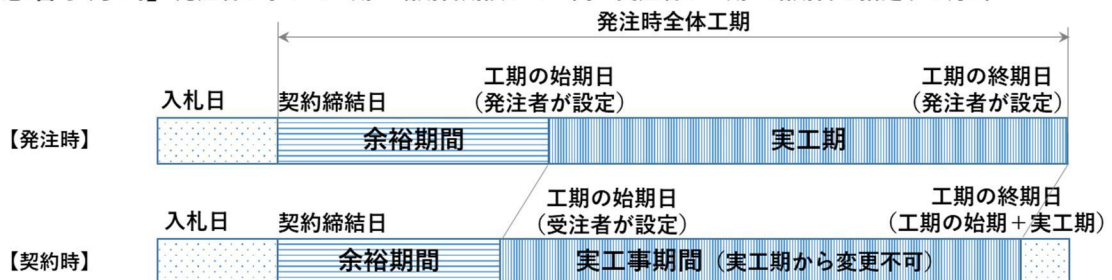 発注時全体工期
工期の始期日
（発注者が設定）
工期の終期日
（発注者が設定）
入札日
契約締結日
【発注時】
余裕期間
実工期
工期の始期日
（受注者が設定）
工期の終期日
（工期の始期＋実工期）
入札日
契約締結日
【契約時】
余裕期間
実工事期間（実工期から変更不可）